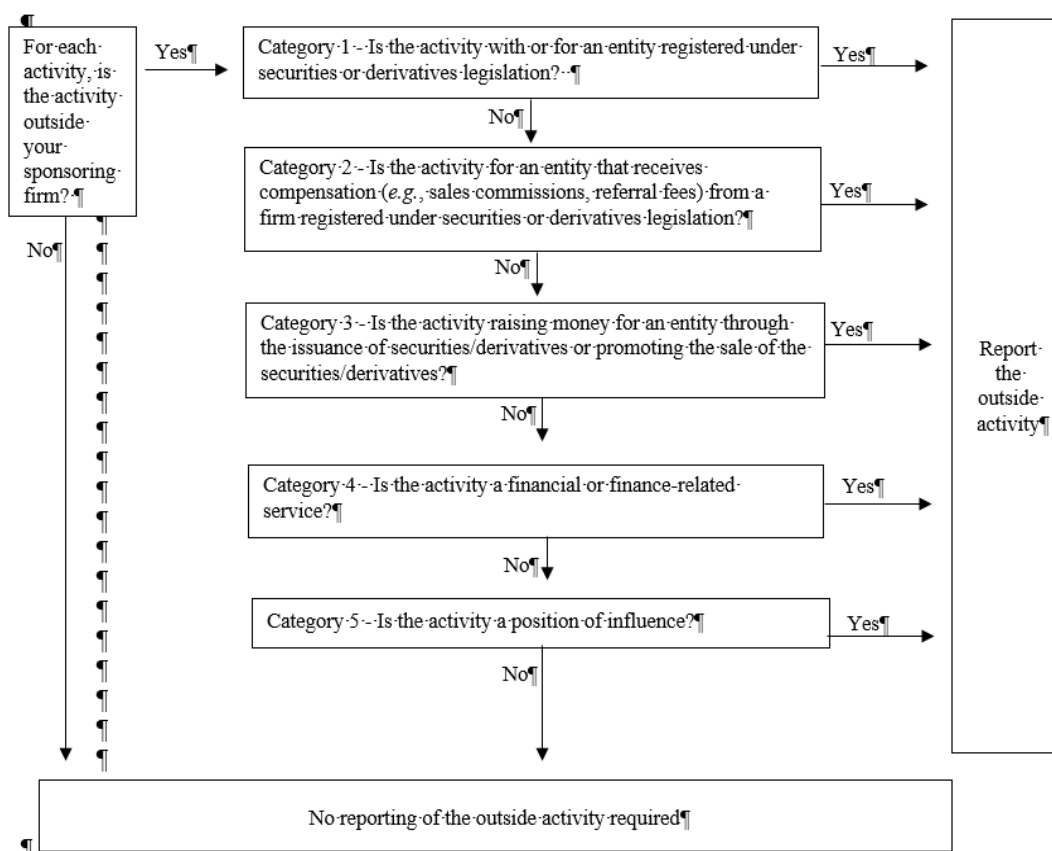 For each
activity, is
the activity
outside
your
sponsoring
firm?
Yes
Category 1 - Is the activity with or for an entity registered under
securities or derivatives legislation?
Yes
No
Category 2 - Is the activity for an entity that receives
compensation (e.g., sales commissions, referral fees) from a
firm registered under securities or derivatives legislation?
Yes
No
No
Category 3 - Is the activity raising money for an entity through
the issuance of securities/derivatives or promoting the sale of the
securities/derivatives?
Yes
No
Category 4 - Is the activity a financial or finance-related
service?
Yes
No
Category 5 - Is the activity a position of influence?
Yes
No
Report
the
outside
activity
No reporting of the outside activity required